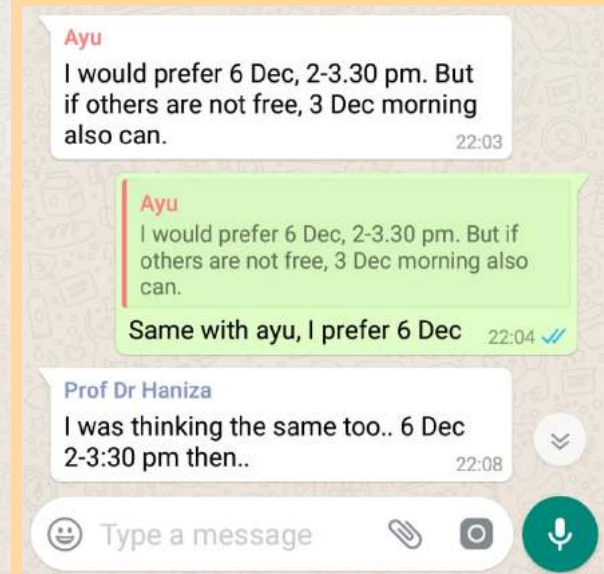 Ayu
I would prefer 6 Dec, 2-3.30 pm. But
if others are not free, 3 Dec morning
also can.
22:03
Ayu
I would prefer 6 Dec, 2-3.30 pm. But if
others are not free, 3 Dec morning also
can.
Same with ayu, I prefer 6 Dec 22:04
Prof Dr Haniza
I was thinking the same too.. 6 Dec
2-3:30 pm then..
22:08
Type a message